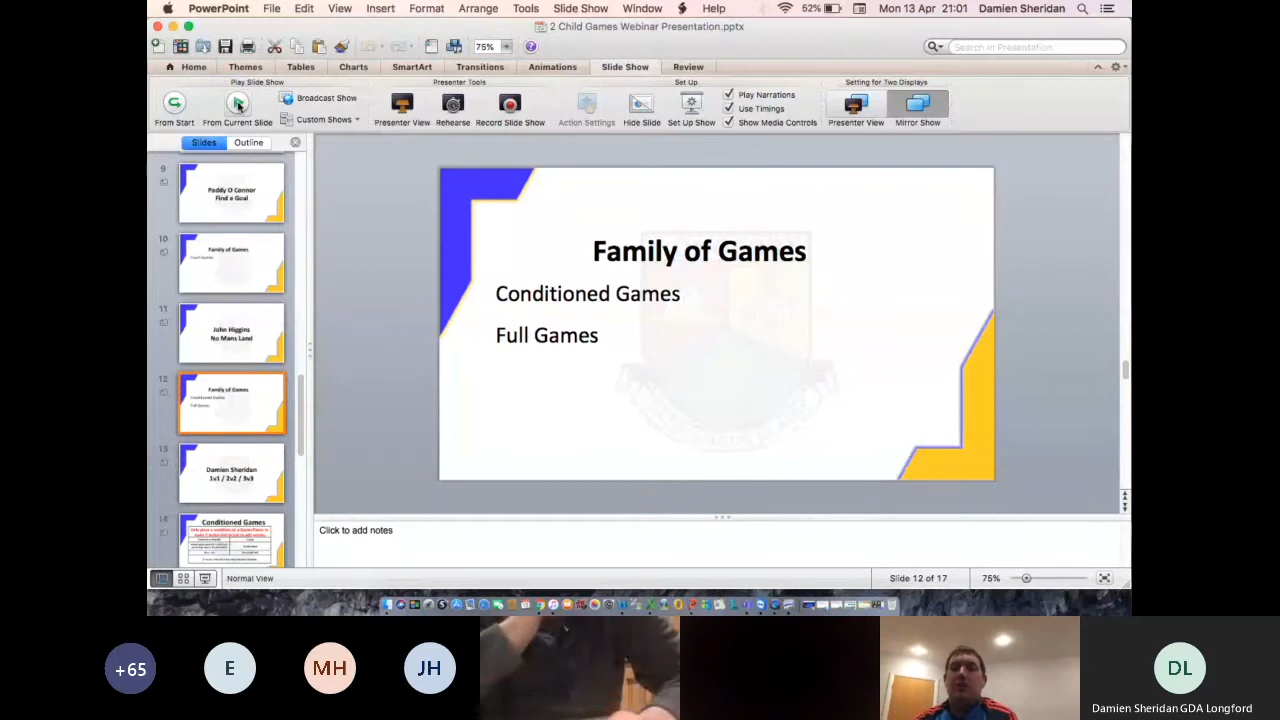 PowerPoint File Edit View Insert Format Arrange Tools Slide Show Window Help 52% Mon 13 Apr 21:01 Damien Sheridan
2 Child Games Webinar Presentation.pptx
75% Search in Presentation
Home Themes Tables Charts SmartArt Transitions Animations Slide Show Review
Play Slide Show Presenter Tools Set Up Setting for Two Displays
Broadcast Show Play Narrations
Custom Shows Use Timings
From Start From Current Slide Presenter View Rehearse Record Slide Show Action Settings Hide Slide Set Up Show Show Media Controls Presenter View Mirror Show
Slides Outline
9
Paddy O Connor
Find a Goal
10
Family of Games
11
John Higgins
No Mans Land
12
Family of Games
Conditioned Games
Full Games
13
Damien Sheridan
1v1 / 2v2 / 3v3
14
Conditioned Games
Family of Games
Conditioned Games
Full Games
Click to add notes
Normal View Slide 12 of 17 75%
+65 E MH JH DL
Damien Sheridan GDA Longford